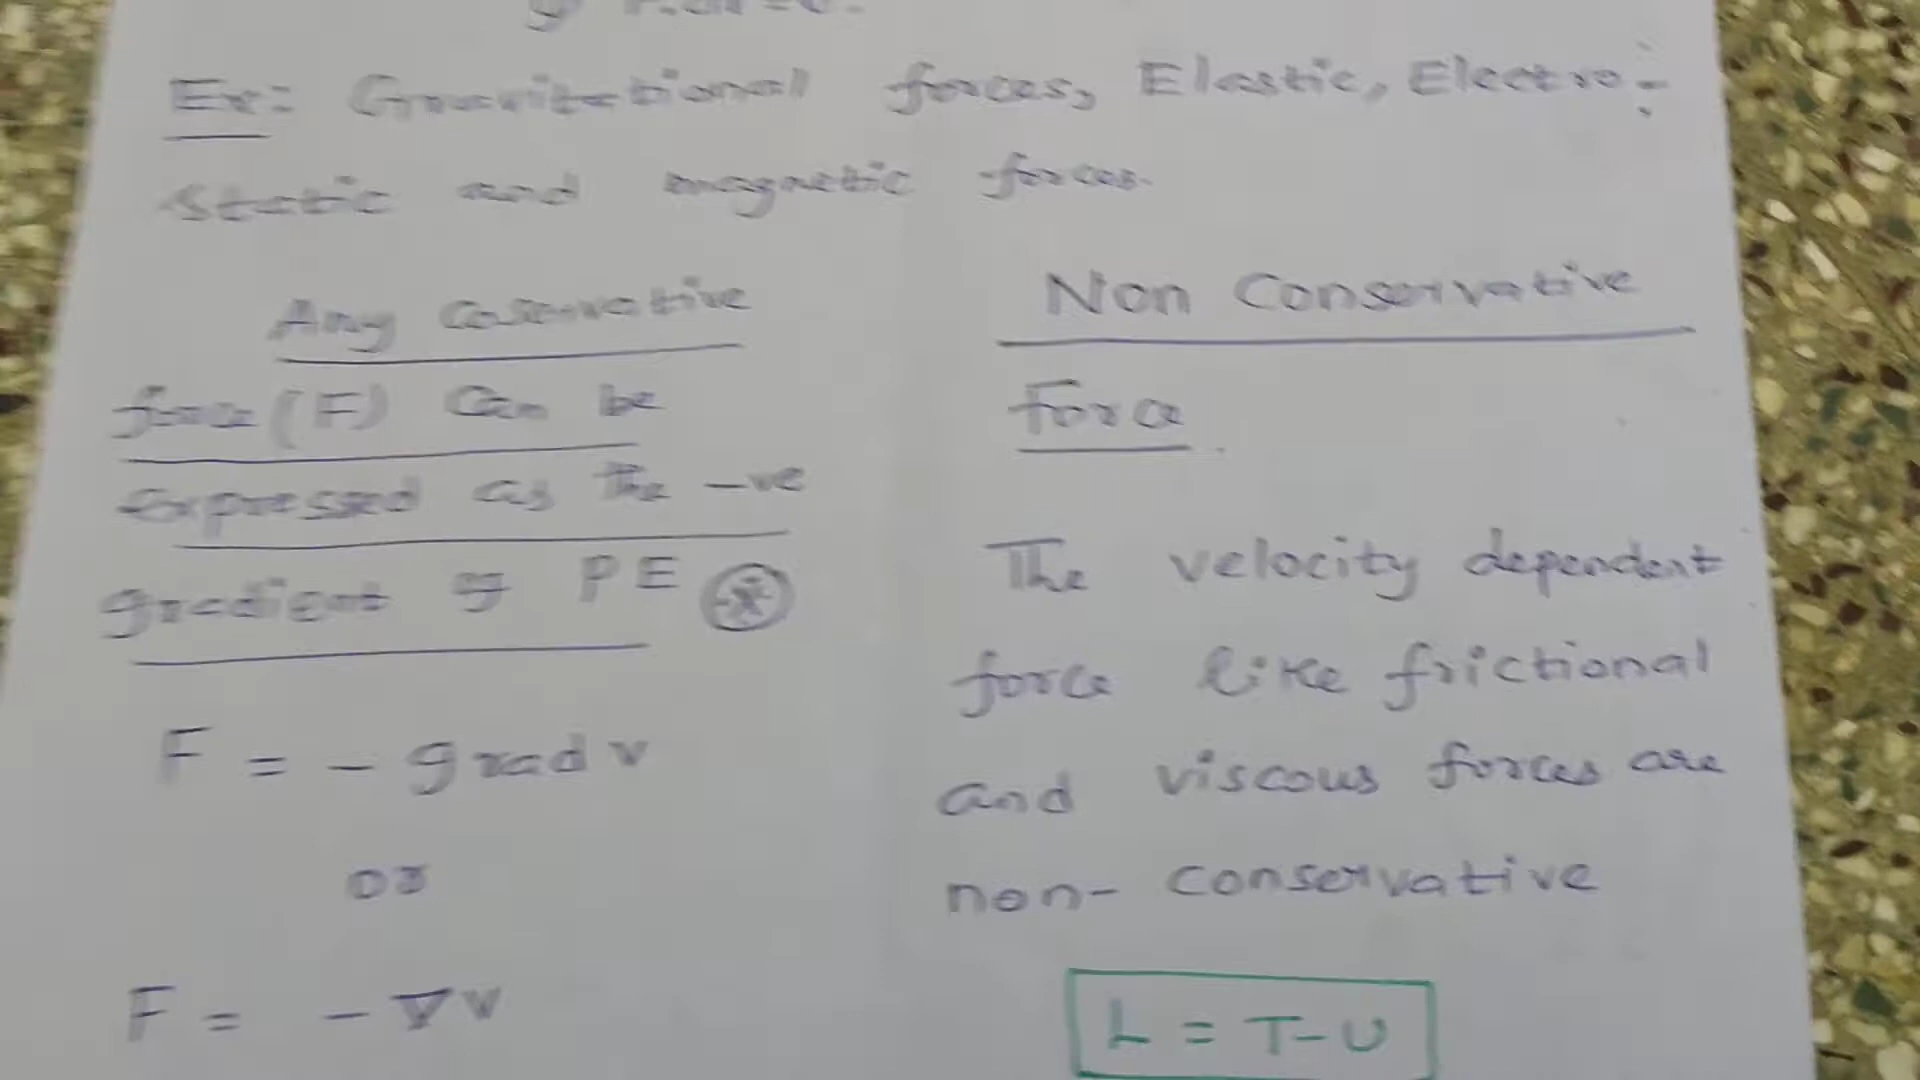 Ex: Gravitational forces, Elastic, Electro-
static and magnetic forces.
Any Coservative
force (F) Can be
expressed as the -ve
gradient of PE
F = - grad v
or
F = - ∇v
Non Conservative
Force
The velocity dependent
force like frictional
and viscous forces are
non- conservative
L = T-U